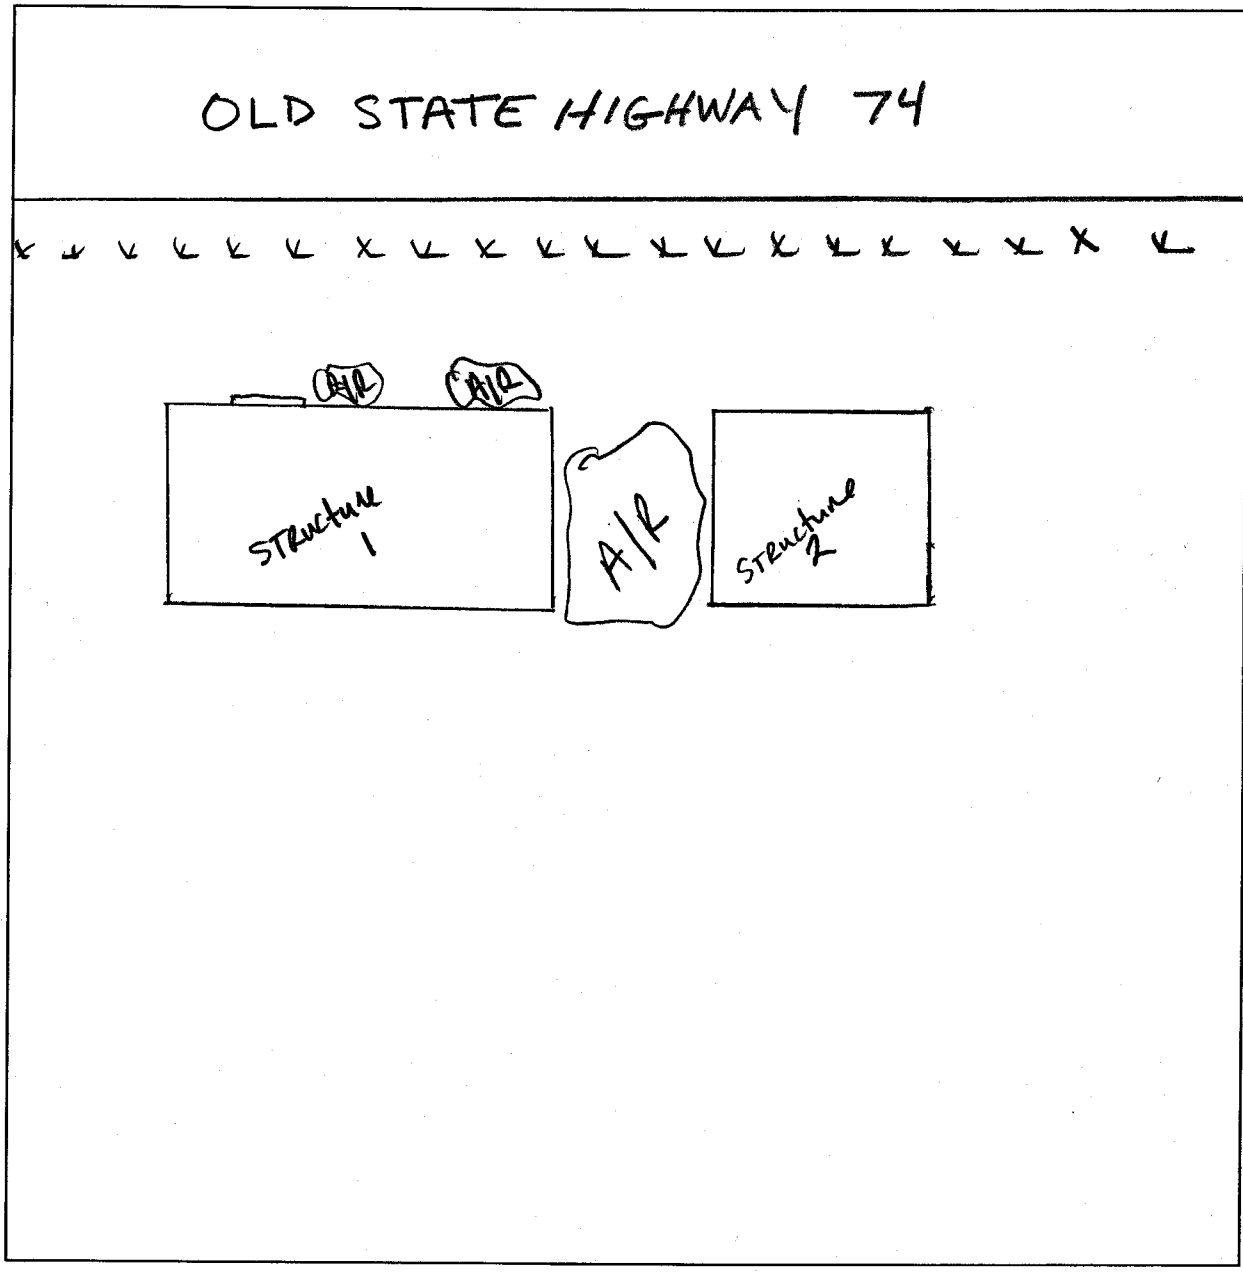 OLD STATE HIGHWAY 74
x x x x x x x x x x x x x x x x x x x x
A/R A/R
STRUCTURE
1
A/R
STRUCTURE
2